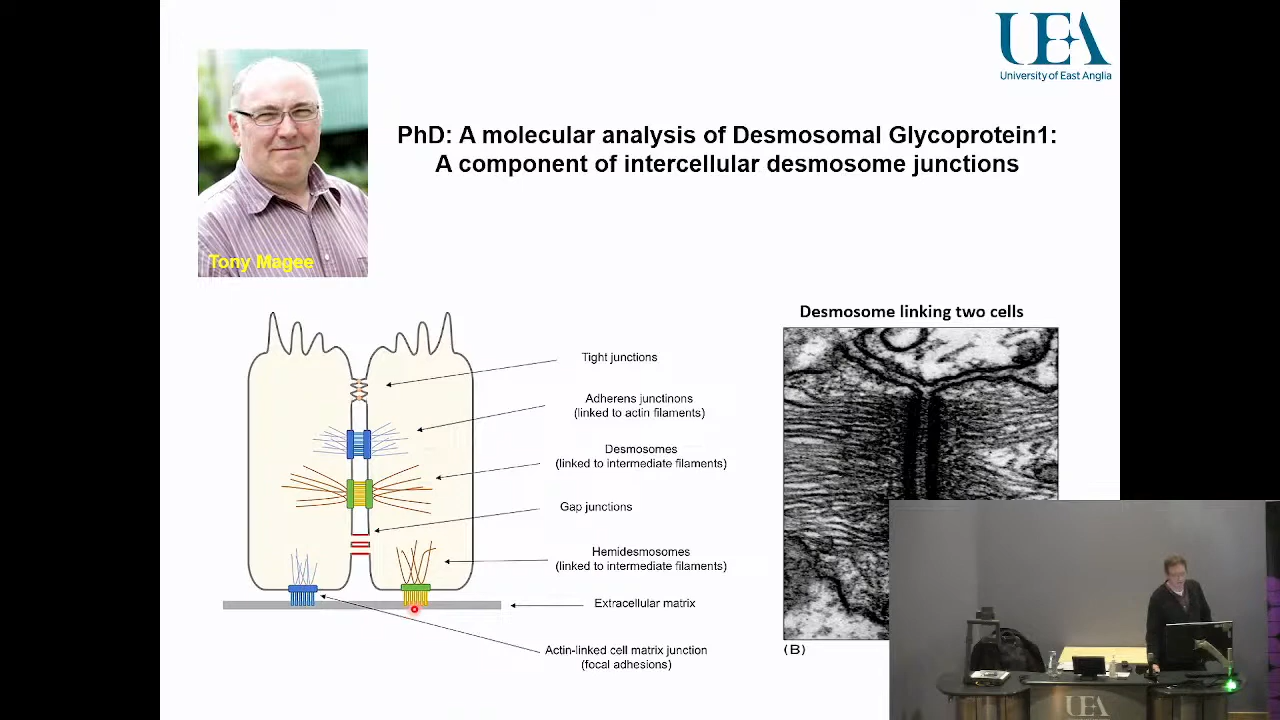 UEA
University of East Anglia
PhD: A molecular analysis of Desmosomal Glycoprotein1:
A component of intercellular desmosome junctions
Tony Magee
Desmosome linking two cells
Tight junctions
Adherens junctinons
(linked to actin filaments)
Desmosomes
(linked to intermediate filaments)
Gap junctions
Hemidesmosomes
(linked to intermediate filaments)
Extracellular matrix
Actin-linked cell matrix junction
(focal adhesions)
(B)
UEA